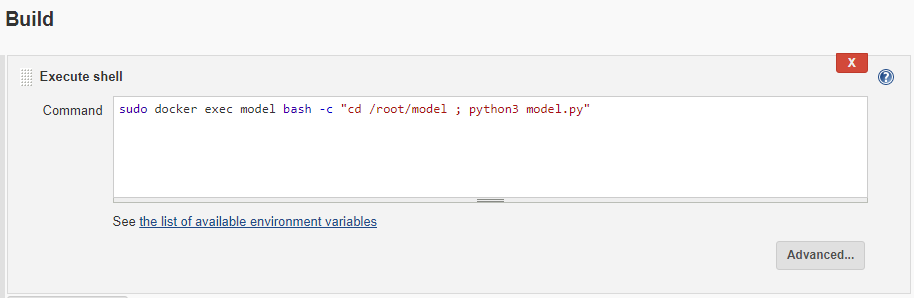 Build
X
Execute shell
Command
sudo docker exec model bash -c "cd /root/model ; python3 model.py"
See the list of available environment variables
Advanced...